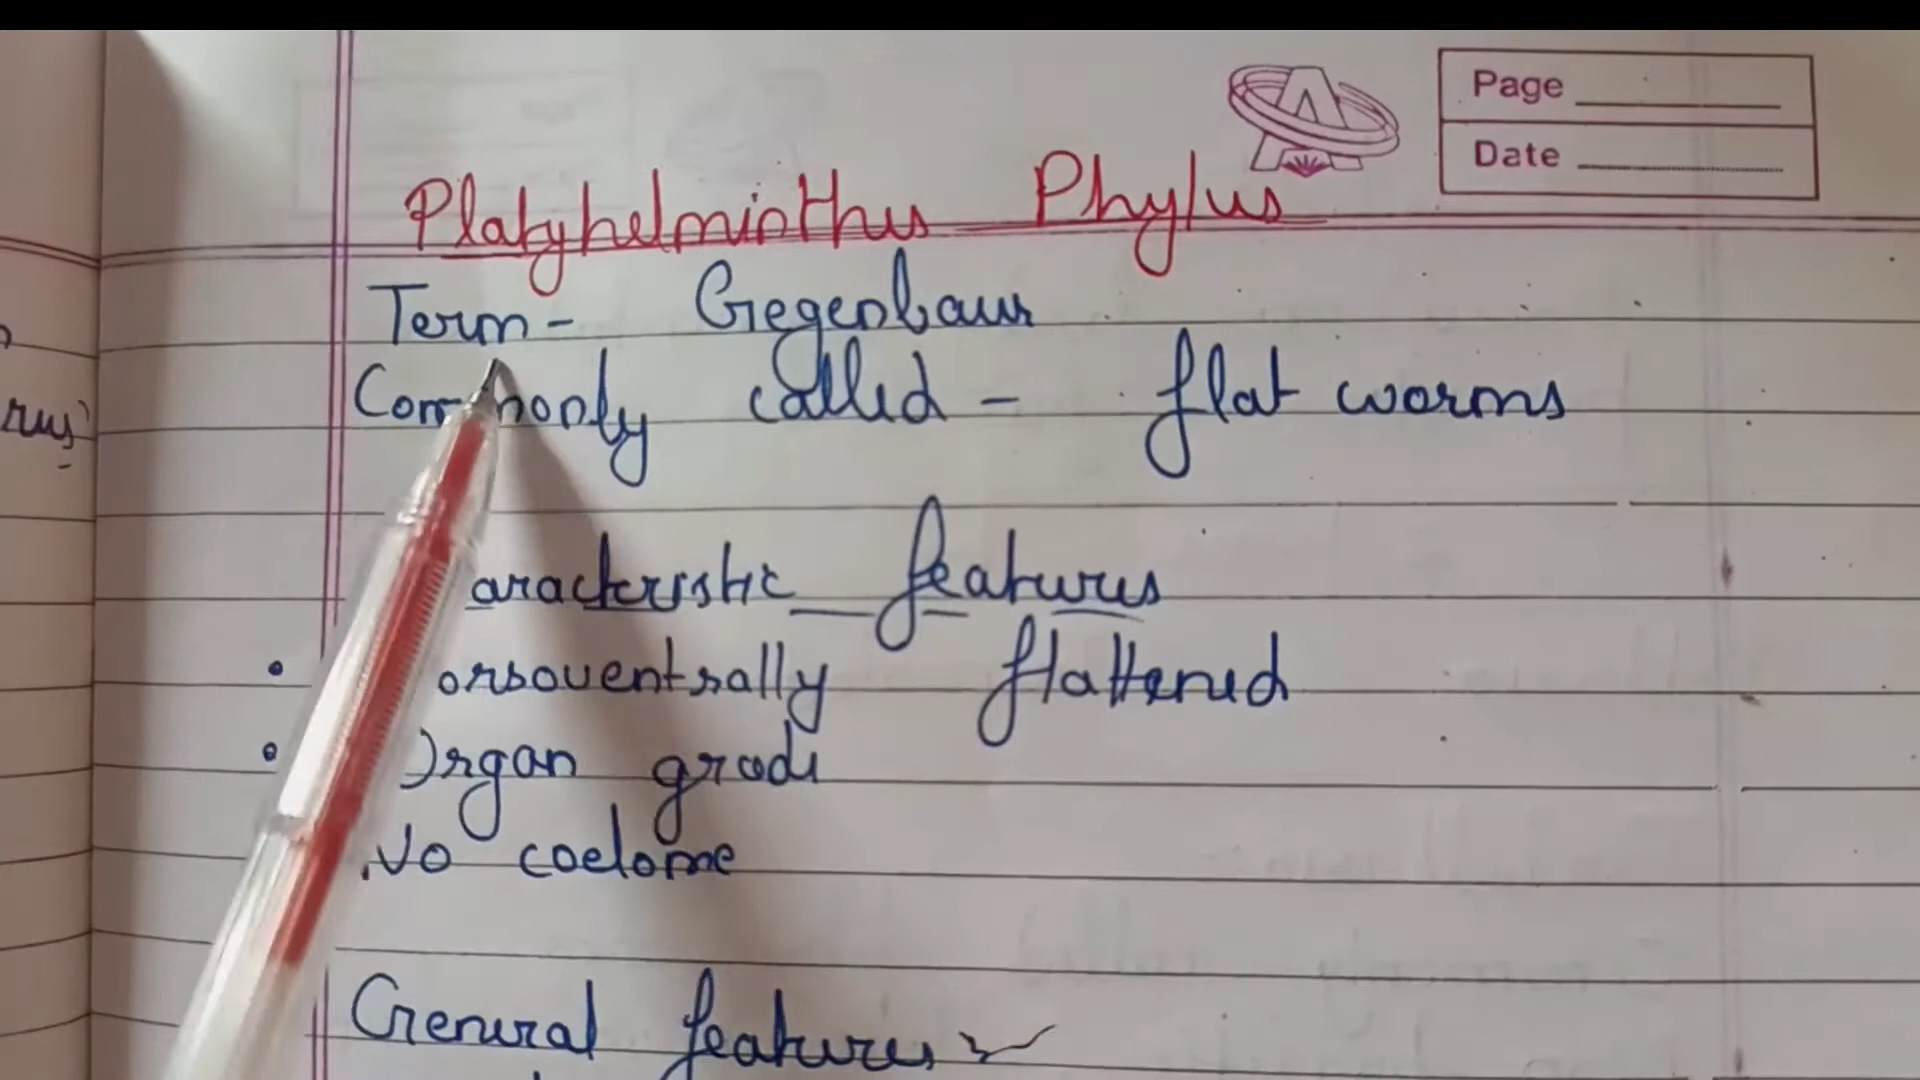 Page
Date
Platyhelminthus Phylus
Term - Gegenbaur
Commonly called - flat worms
aracteristic features
orsoventrally flattened
Organ grade
No coelome
General features